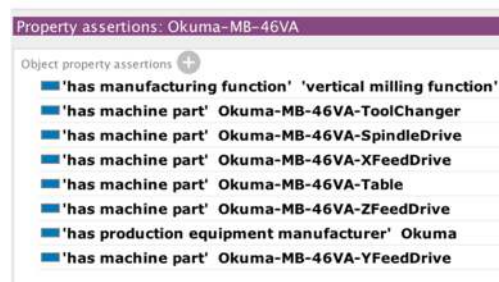 Property assertions: Okuma-MB-46VA
Object property assertions
'has manufacturing function' 'vertical milling function'
'has machine part' Okuma-MB-46VA-ToolChanger
'has machine part' Okuma-MB-46VA-SpindleDrive
'has machine part' Okuma-MB-46VA-XFeedDrive
'has machine part' Okuma-MB-46VA-Table
'has machine part' Okuma-MB-46VA-ZFeedDrive
'has production equipment manufacturer' Okuma
'has machine part' Okuma-MB-46VA-YFeedDrive